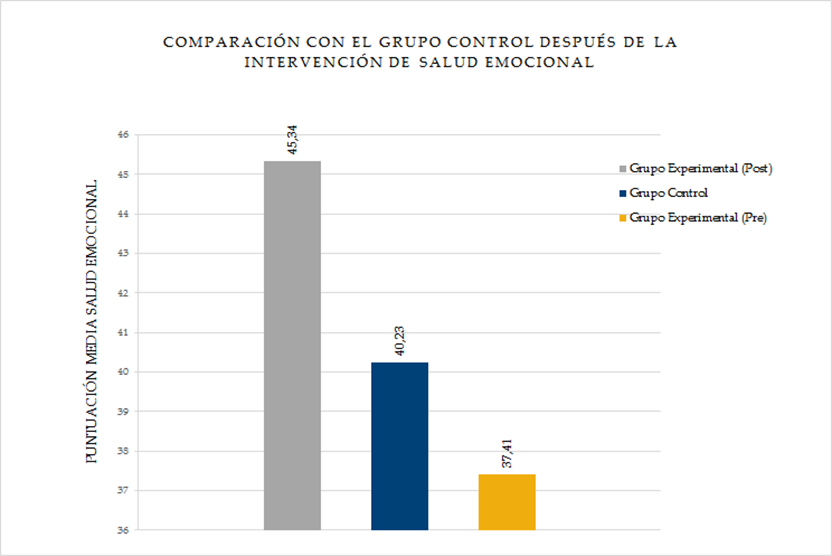 COMPARACIÓN CON EL GRUPO CONTROL DESPUÉS DE LA
INTERVENCIÓN DE SALUD EMOCIONAL
PUNTUACIÓN MEDIA SALUD EMOCIONAL
46
45
44
43
42
41
40
39
38
37
36
45,34
40,23
37,41
Grupo Experimental (Post)
Grupo Control
Grupo Experimental (Pre)